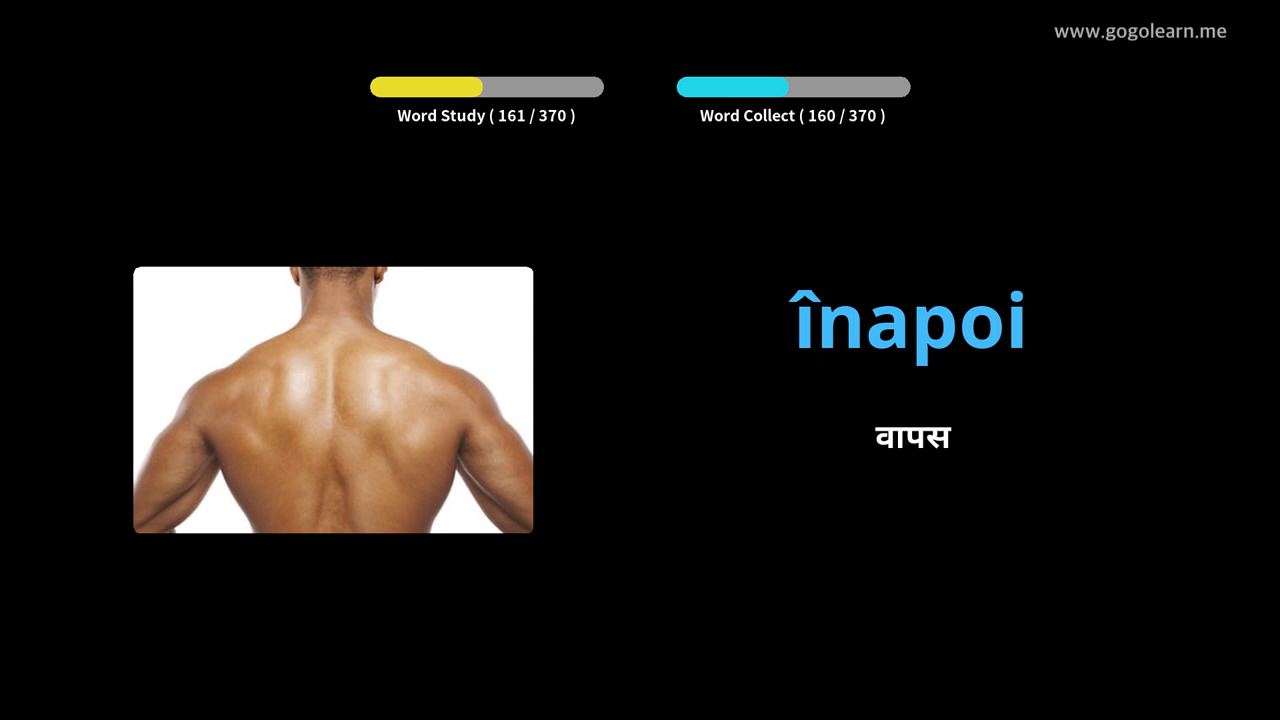 www.gogolearn.me
Word Study ( 161 / 370 )
Word Collect ( 160 / 370 )
înapoi
वापस